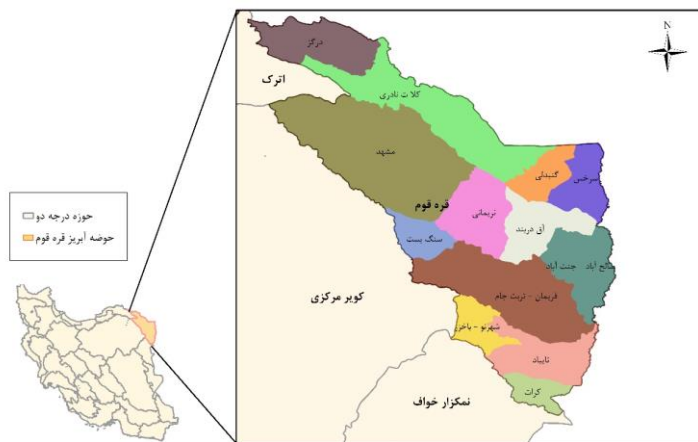 N
درگز
اترک
کلات نادری
مشهد
گنبدلی
سرخس
قره قوم
نریمانی
آق دربند
سنگ بست
جنت آباد
صالح آباد
فریمان - تربت جام
کویر مرکزی
شهرنو - باخرز
تایباد
کرات
نمکزار خواف
حوزه درجه دو
حوضه آبریز قره قوم